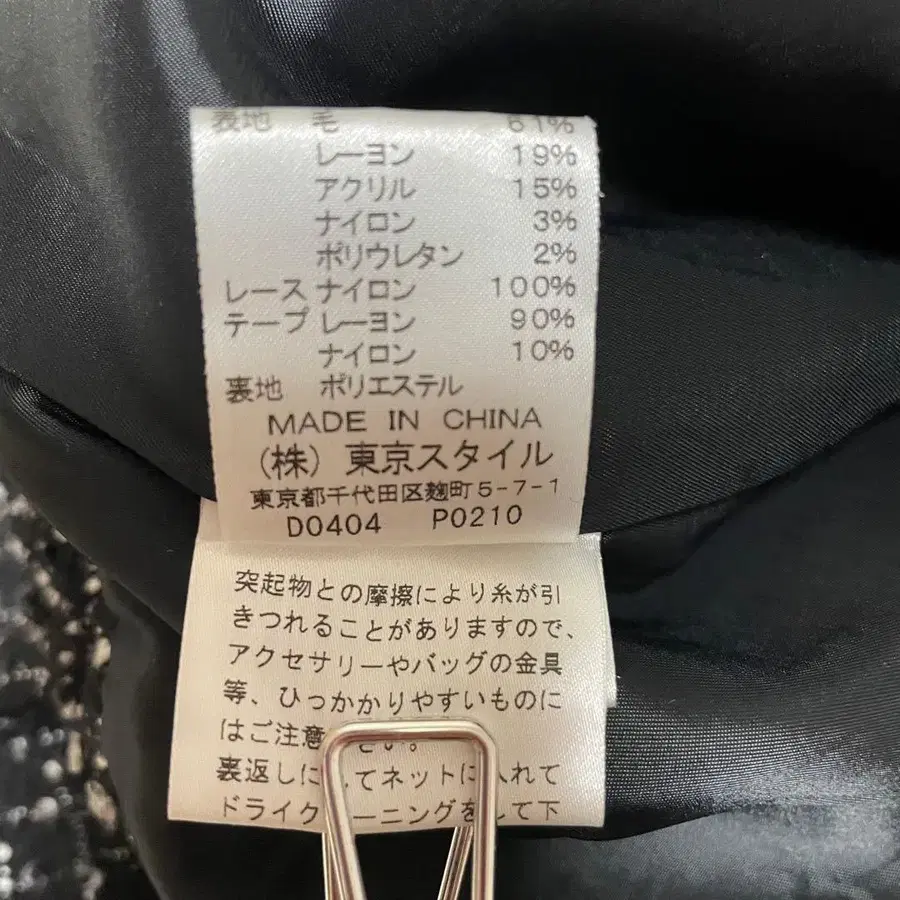 表地 毛 61%
レーヨン 19%
アクリル 15%
ナイロン 3%
ポリウレタン 2%
レース ナイロン 100%
テープ レーヨン 90%
ナイロン 10%
裏地 ポリエステル
MADE IN CHINA
(株) 東京スタイル
東京都千代田区麹町5-7-1
D0404 P0210
突起物との摩擦により糸が引
きつれることがありますので、
アクセサリーやバッグの金具
等、ひっかかりやすいものに
はご注意 さい。
裏返しに てネットに入れて
ドライク ーニングをして下